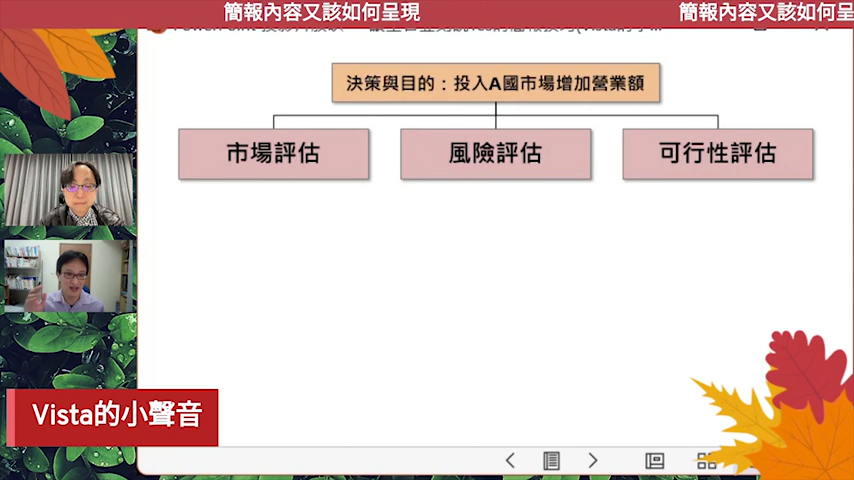 簡報內容又該如何呈現
簡報內容又該如何呈
決策與目的：投入A國市場增加營業額
市場評估
風險評估
可行性評估
Vista的小聲音